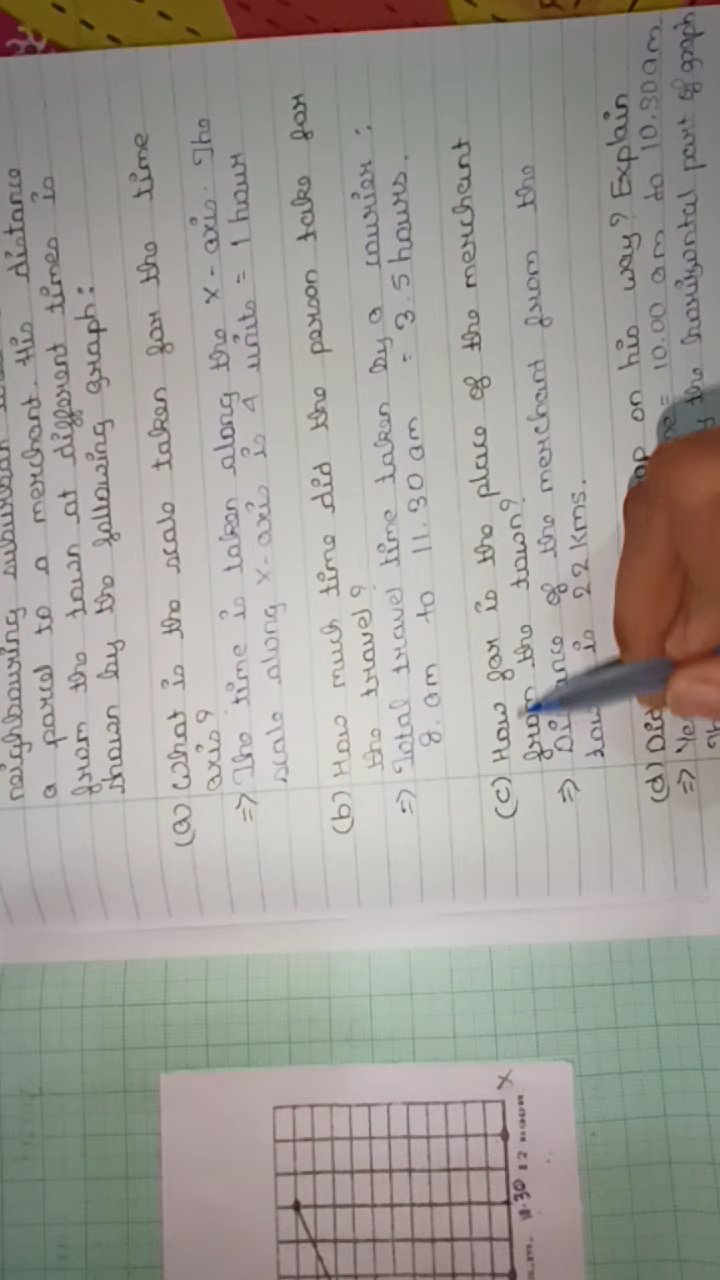 neighbouring suburban
a parcel to a merchant. His distance
from the town at different times is
shown by the following graph:
(a) What is the scale taken for the time
axis?
⇒ The time is taken along the x-axis. The
scale along x-axis is 4 units = 1 hour
(b) How much time did the person take for
the travel?
⇒ Total travel time taken by a courier:
8. am to 11.30 am = 3.5 hours.
(c) How far is the place of the merchant
from the town?
⇒ of the merchant from the
is 22 kms.
(d) Did on his way? Explain
⇒ = 10.00 am to 10.30 am
the horizontal part of graph
X
11.30 12 noon